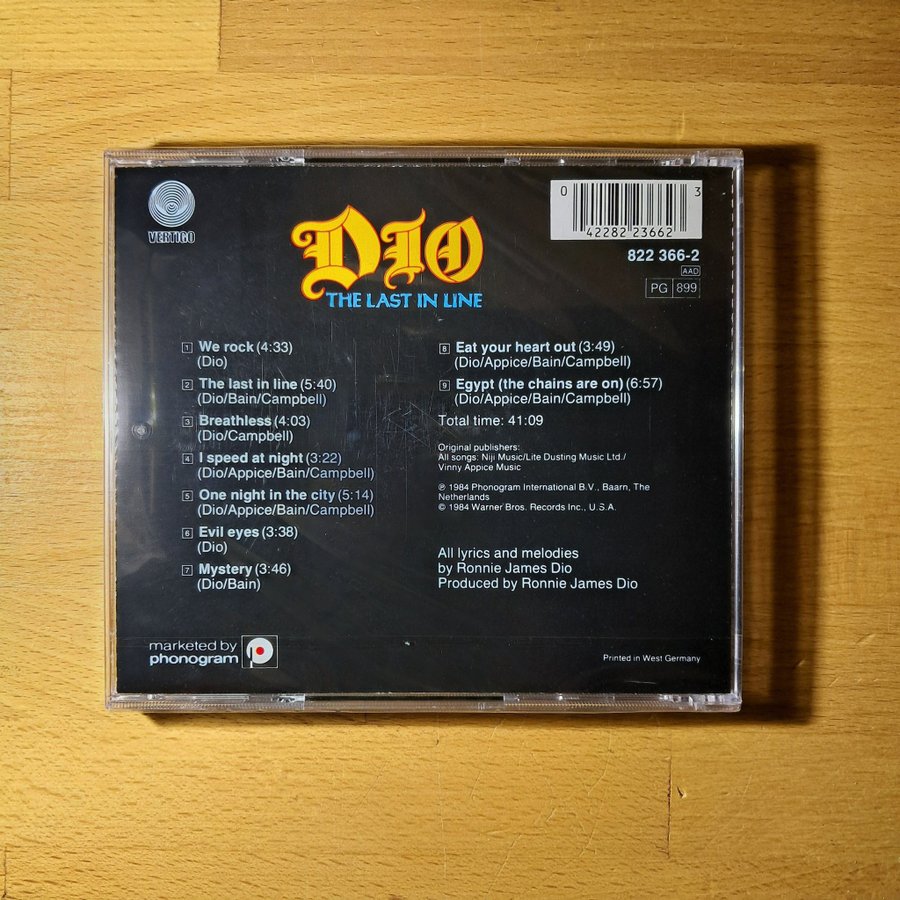 VERTIGO
DIO
THE LAST IN LINE
0 42282 23662 3
822 366-2
AAD
PG 899
1 We rock (4:33)
(Dio)
2 The last in line (5:40)
(Dio/Bain/Campbell)
3 Breathless (4:03)
(Dio/Campbell)
4 I speed at night (3:22)
(Dio/Appice/Bain/Campbell)
5 One night in the city (5:14)
(Dio/Appice/Bain/Campbell)
6 Evil eyes (3:38)
(Dio)
7 Mystery (3:46)
(Dio/Bain)
8 Eat your heart out (3:49)
(Dio/Appice/Bain/Campbell)
9 Egypt (the chains are on) (6:57)
(Dio/Appice/Bain/Campbell)
Total time: 41:09
Original publishers:
All songs: Niji Music/Lite Dusting Music Ltd./
Vinny Appice Music
℗ 1984 Phonogram International B.V., Baarn, The
Netherlands
© 1984 Warner Bros. Records Inc., U.S.A.
All lyrics and melodies
by Ronnie James Dio
Produced by Ronnie James Dio
marketed by
phonogram
Printed in West Germany